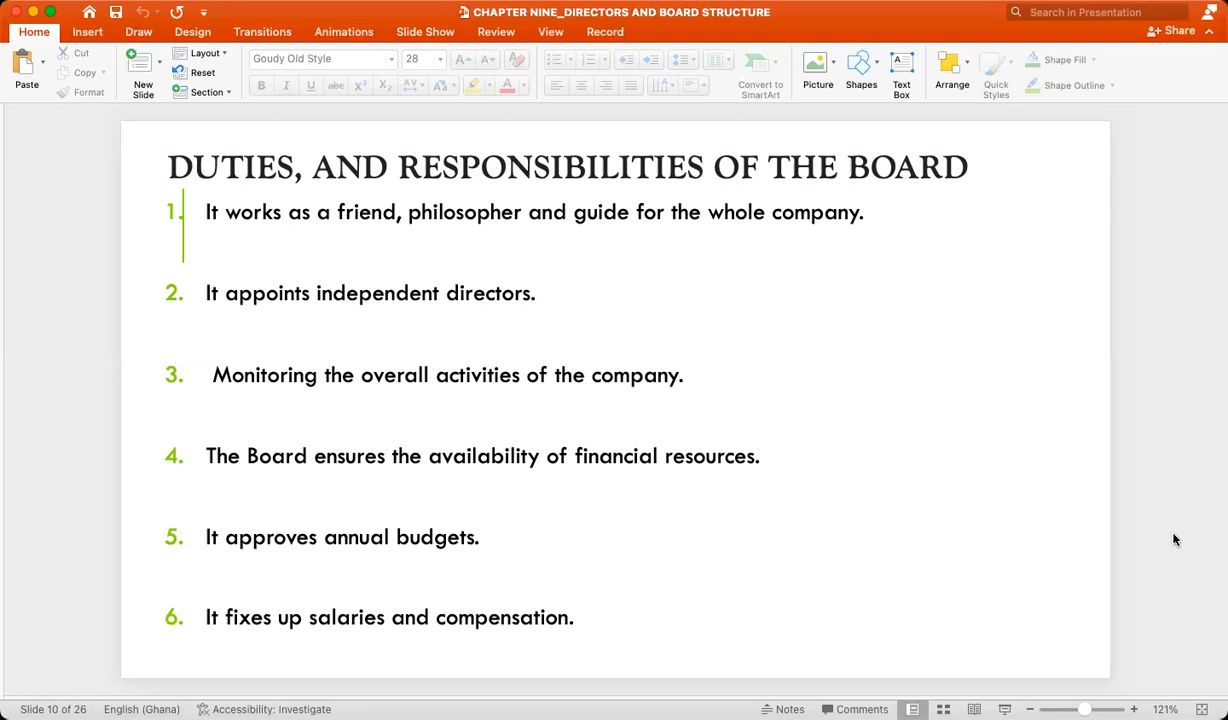 CHAPTER NINE_DIRECTORS AND BOARD STRUCTURE
Search in Presentation
Home Insert Draw Design Transitions Animations Slide Show Review View Record
Share
Paste
Cut
Copy
Format
New Slide
Layout
Reset
Section
Goudy Old Style 28
B I U abc X² X₂ AV Aa A
Convert to SmartArt
Picture
Shapes
Text Box
Arrange
Quick Styles
Shape Fill
Shape Outline
DUTIES, AND RESPONSIBILITIES OF THE BOARD
1. It works as a friend, philosopher and guide for the whole company.
2. It appoints independent directors.
3. Monitoring the overall activities of the company.
4. The Board ensures the availability of financial resources.
5. It approves annual budgets.
6. It fixes up salaries and compensation.
Slide 10 of 26 English (Ghana) Accessibility: Investigate Notes Comments 121%